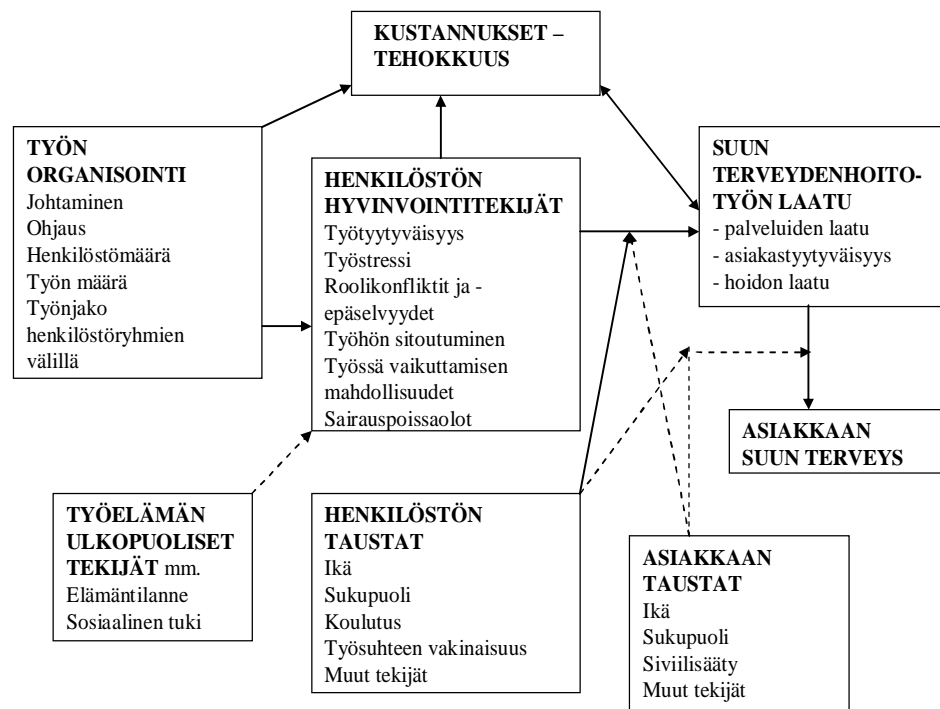 KUSTANNUKSET –
TEHOKKUUS
TYÖN
ORGANISOINTI
Johtaminen
Ohjaus
Henkilöstömäärä
Työn määrä
Työnjako
henkilöstöryhmien
välillä
HENKILÖSTÖN
HYVINVOINTITEKIJÄT
Työtyytyväisyys
Työstressi
Roolikonfliktit ja -
epäselvyydet
Työhön sitoutuminen
Työssä vaikuttamisen
mahdollisuudet
Sairauspoissaolot
SUUN
TERVEYDENHOITO-
TYÖN LAATU
- palveluiden laatu
- asiakastyytyväisyys
- hoidon laatu
ASIAKKAAN
SUUN TERVEYS
TYÖELÄMÄN
ULKOPUOLISET
TEKIJÄT mm.
Elämäntilanne
Sosiaalinen tuki
HENKILÖSTÖN
TAUSTAT
Ikä
Sukupuoli
Koulutus
Työsuhteen vakinaisuus
Muut tekijät
ASIAKKAAN
TAUSTAT
Ikä
Sukupuoli
Siviilisääty
Muut tekijät